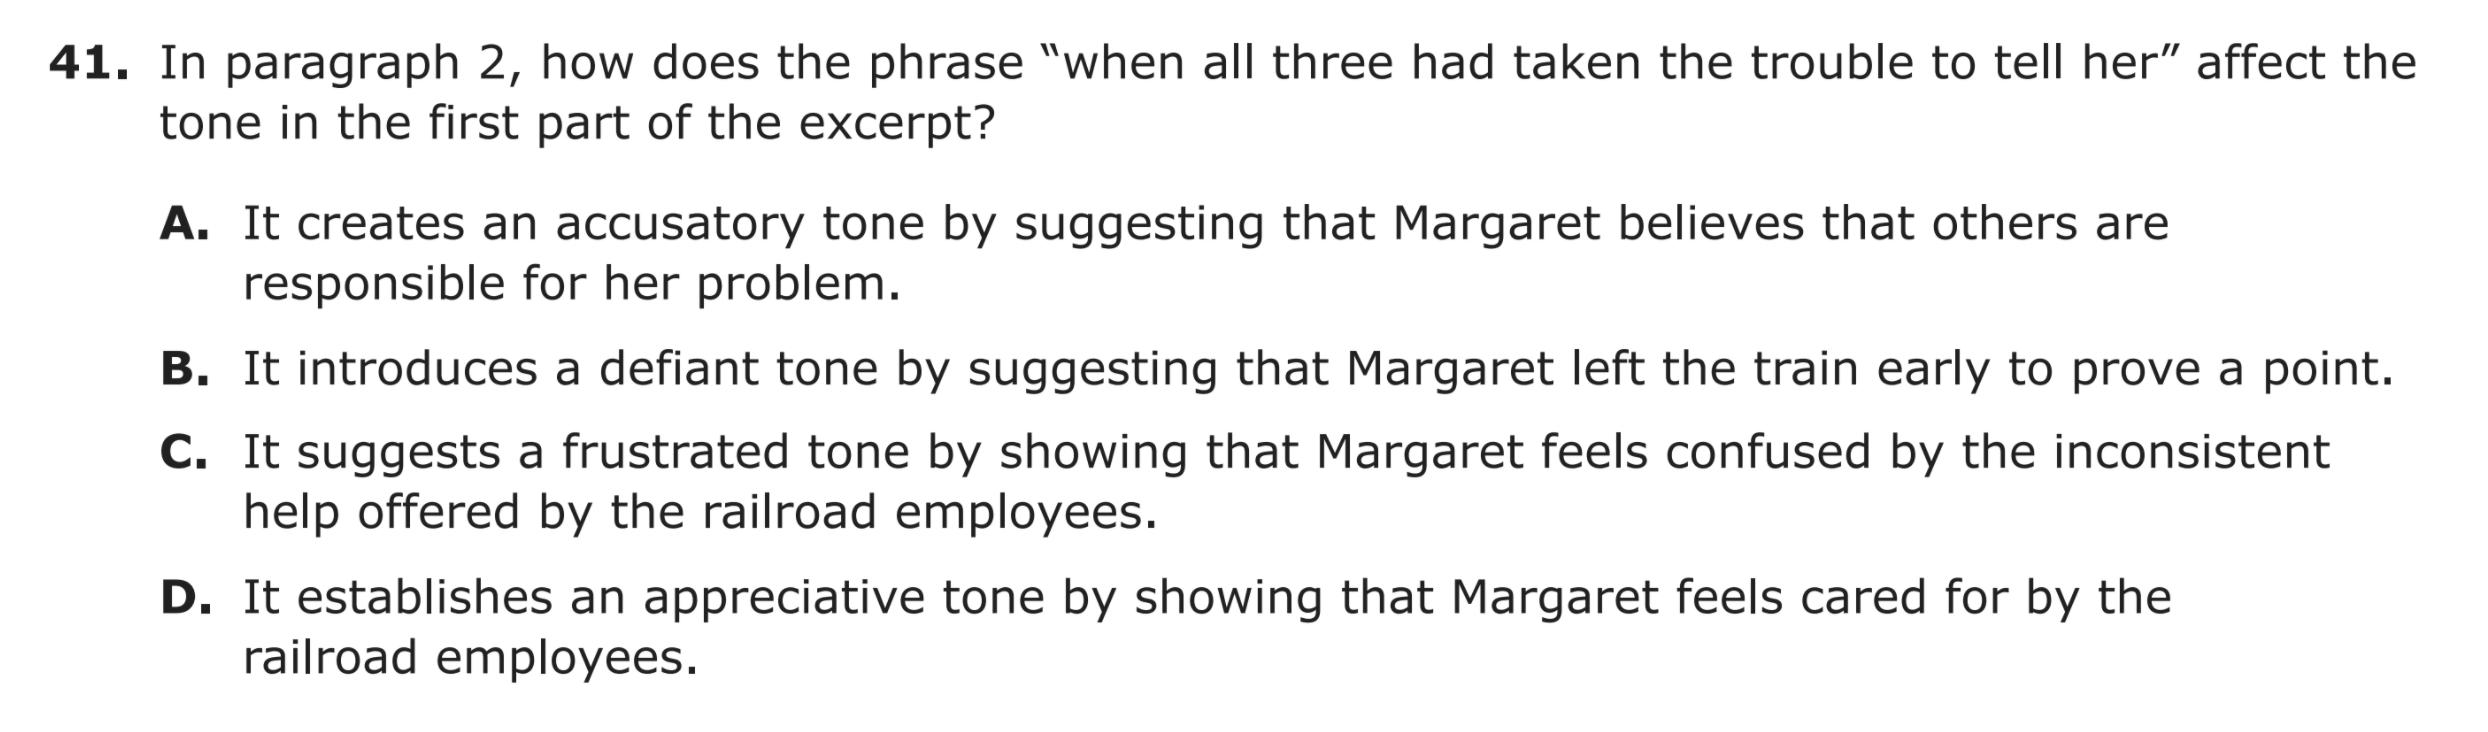 41. In paragraph 2, how does the phrase “when all three had taken the trouble to tell her” affect the
tone in the first part of the excerpt?
A. It creates an accusatory tone by suggesting that Margaret believes that others are
responsible for her problem.
B. It introduces a defiant tone by suggesting that Margaret left the train early to prove a point.
C. It suggests a frustrated tone by showing that Margaret feels confused by the inconsistent
help offered by the railroad employees.
D. It establishes an appreciative tone by showing that Margaret feels cared for by the
railroad employees.